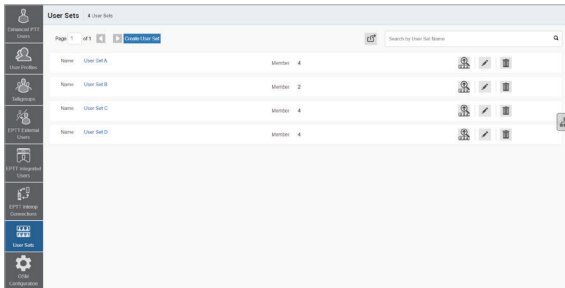 Enhanced PTT
Users
User Profiles
Talkgroups
EPTT External
Users
EPTT Integrated
Users
EPTT Interop
Connections
User Sets
OEM
Configuration
User Sets 4 User Sets
Page 1 of 1 Create User Set Search by User Set Name
Name User Set A Member 4
Name User Set B Member 2
Name User Set C Member 4
Name User Set D Member 4